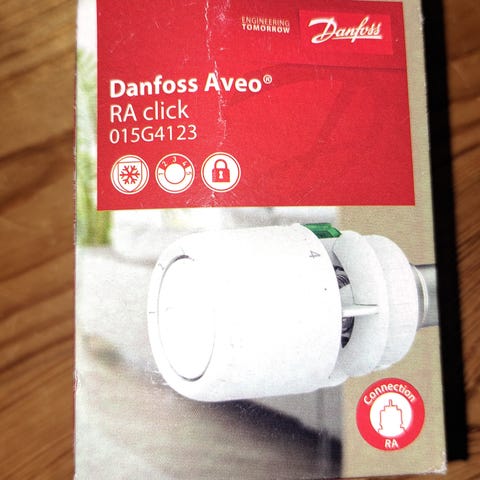 ENGINEERING
TOMORROW
Danfoss
Danfoss Aveo®
RA click
015G4123
4
Connection
RA